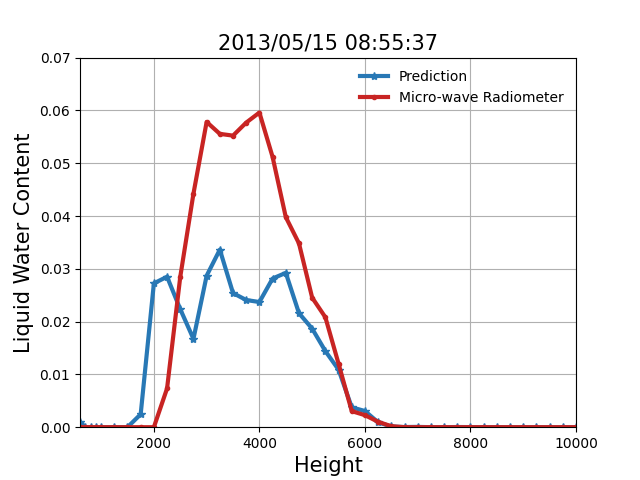 2013/05/15 08:55:37
0.07
0.06
0.05
0.04
0.03
0.02
0.01
0.00
Liquid Water Content
Prediction
Micro-wave Radiometer
2000 4000 6000 8000 10000
Height